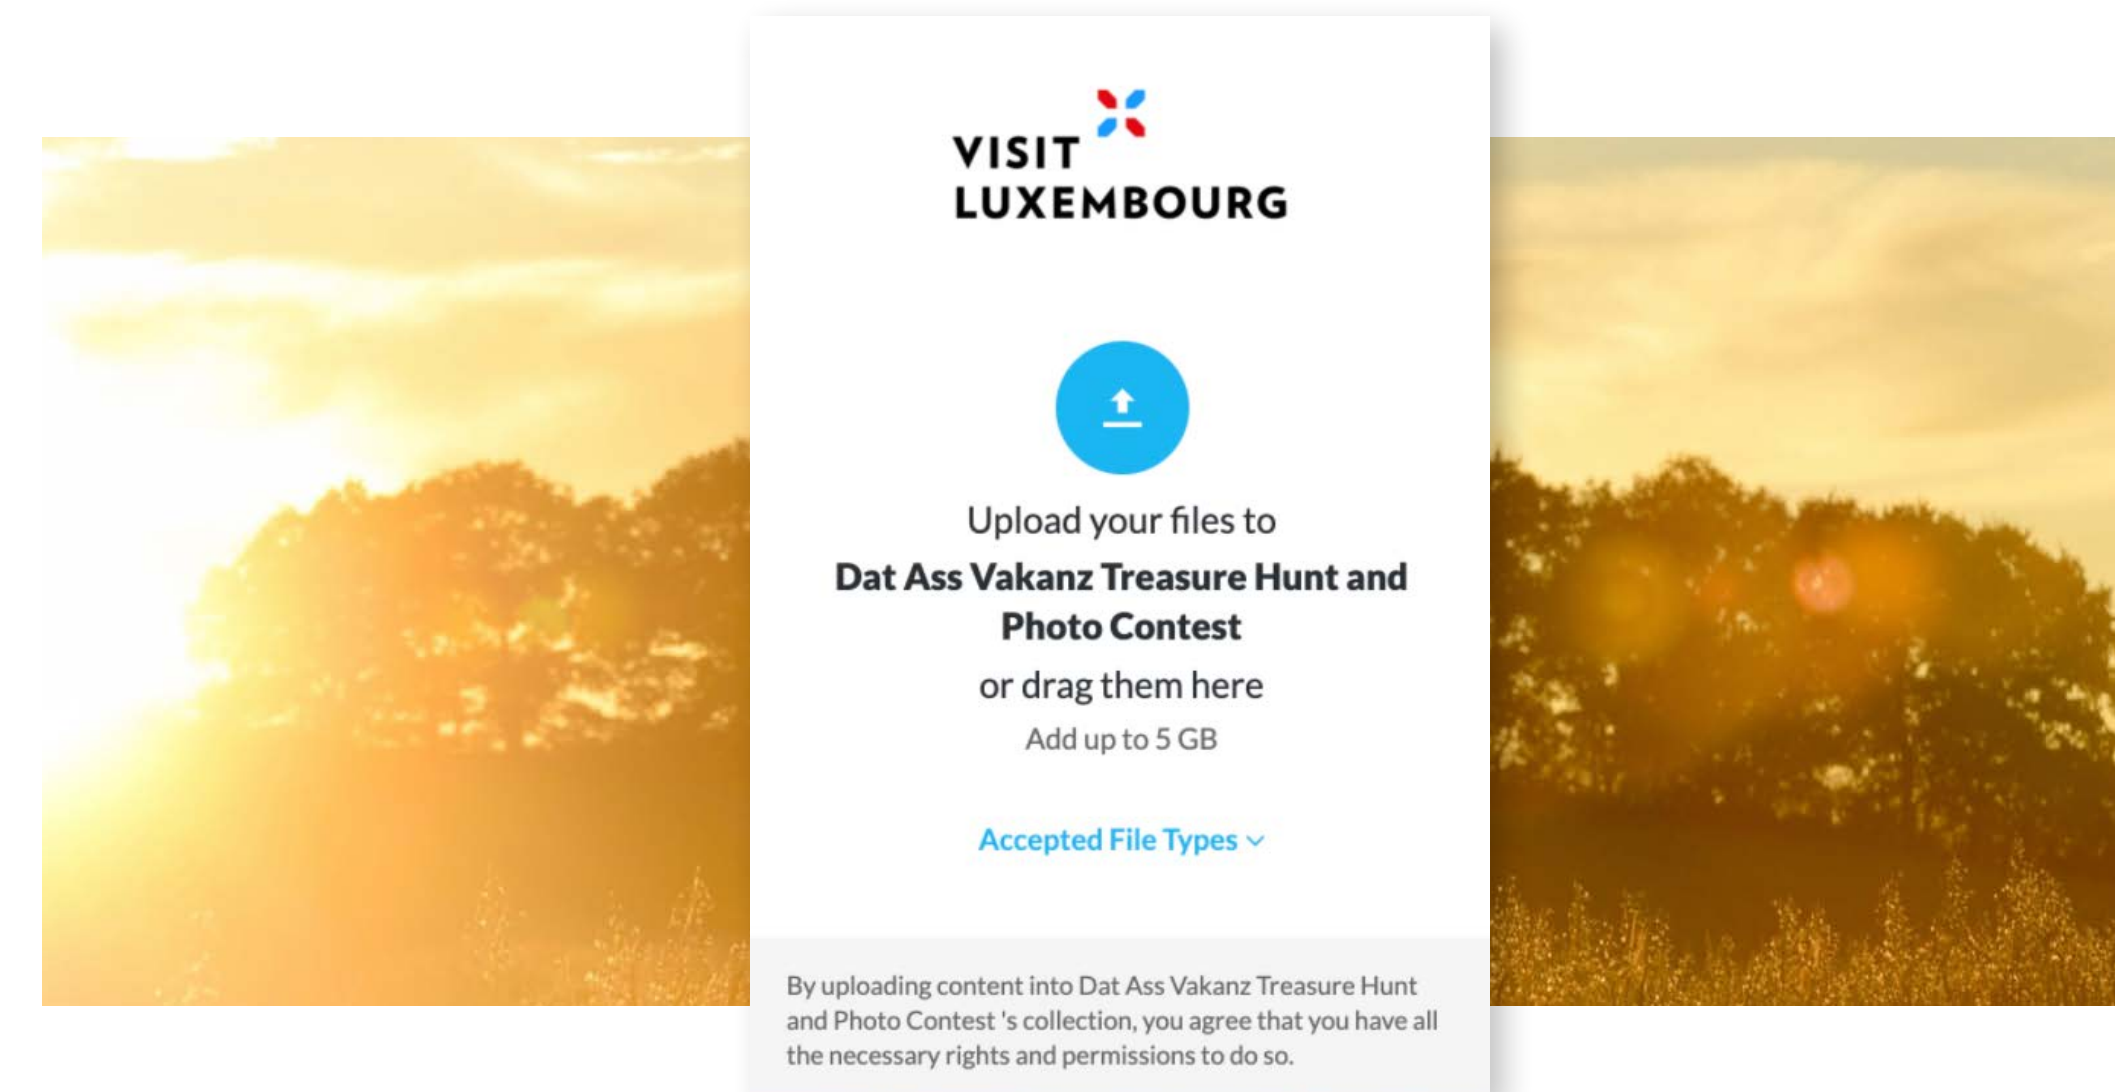 VISIT
LUXEMBOURG
Upload your files to
Dat Ass Vakanz Treasure Hunt and
Photo Contest
or drag them here
Add up to 5 GB
Accepted File Types
By uploading content into Dat Ass Vakanz Treasure Hunt
and Photo Contest 's collection, you agree that you have all
the necessary rights and permissions to do so.